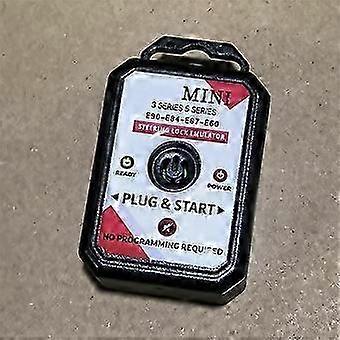 MINI
3 SERIES 5 SERIES
E90-E84-E87-E60
STEERING LOCK EMULATOR
READY
POWER
PLUG & START
NO PROGRAMMING REQUIRED